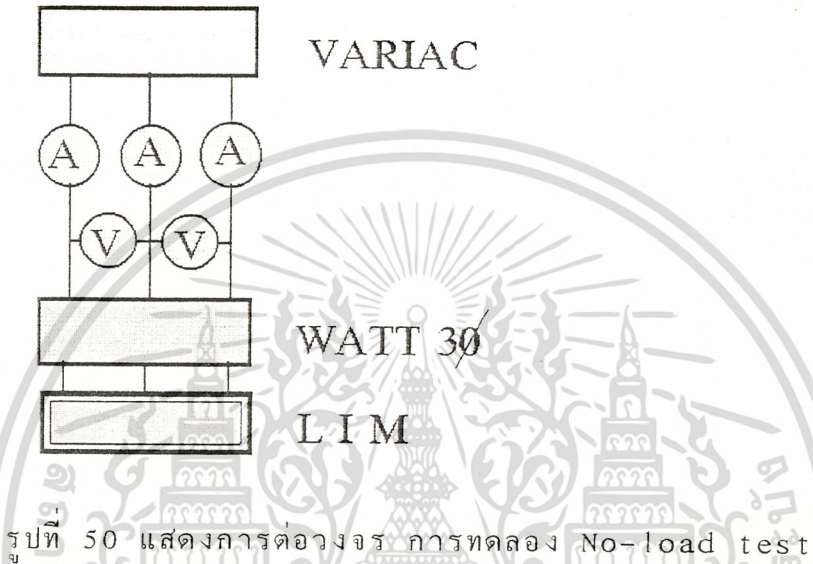 VARIAC
A A A
V V
WATT 3Ø
L I M
รูปที่ 50 แสดงการต่อวงจร การทดลอง No-load test